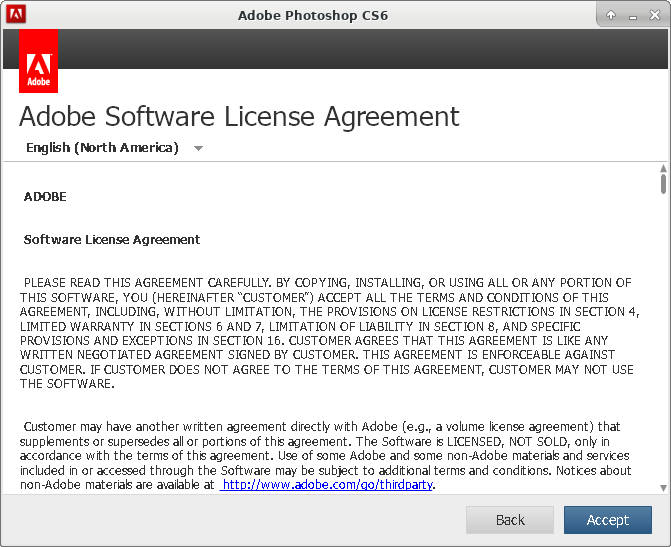 Adobe Photoshop CS6
Adobe
Adobe Software License Agreement
English (North America)
ADOBE
Software License Agreement
PLEASE READ THIS AGREEMENT CAREFULLY. BY COPYING, INSTALLING, OR USING ALL OR ANY PORTION OF
THIS SOFTWARE, YOU (HEREINAFTER “CUSTOMER”) ACCEPT ALL THE TERMS AND CONDITIONS OF THIS
AGREEMENT, INCLUDING, WITHOUT LIMITATION, THE PROVISIONS ON LICENSE RESTRICTIONS IN SECTION 4,
LIMITED WARRANTY IN SECTIONS 6 AND 7, LIMITATION OF LIABILITY IN SECTION 8, AND SPECIFIC
PROVISIONS AND EXCEPTIONS IN SECTION 16. CUSTOMER AGREES THAT THIS AGREEMENT IS LIKE ANY
WRITTEN NEGOTIATED AGREEMENT SIGNED BY CUSTOMER. THIS AGREEMENT IS ENFORCEABLE AGAINST
CUSTOMER. IF CUSTOMER DOES NOT AGREE TO THE TERMS OF THIS AGREEMENT, CUSTOMER MAY NOT USE
THE SOFTWARE.
Customer may have another written agreement directly with Adobe (e.g., a volume license agreement) that
supplements or supersedes all or portions of this agreement. The Software is LICENSED, NOT SOLD, only in
accordance with the terms of this agreement. Use of some Adobe and some non-Adobe materials and services
included in or accessed through the Software may be subject to additional terms and conditions. Notices about
non-Adobe materials are available at http://www.adobe.com/go/thirdparty.
Back
Accept